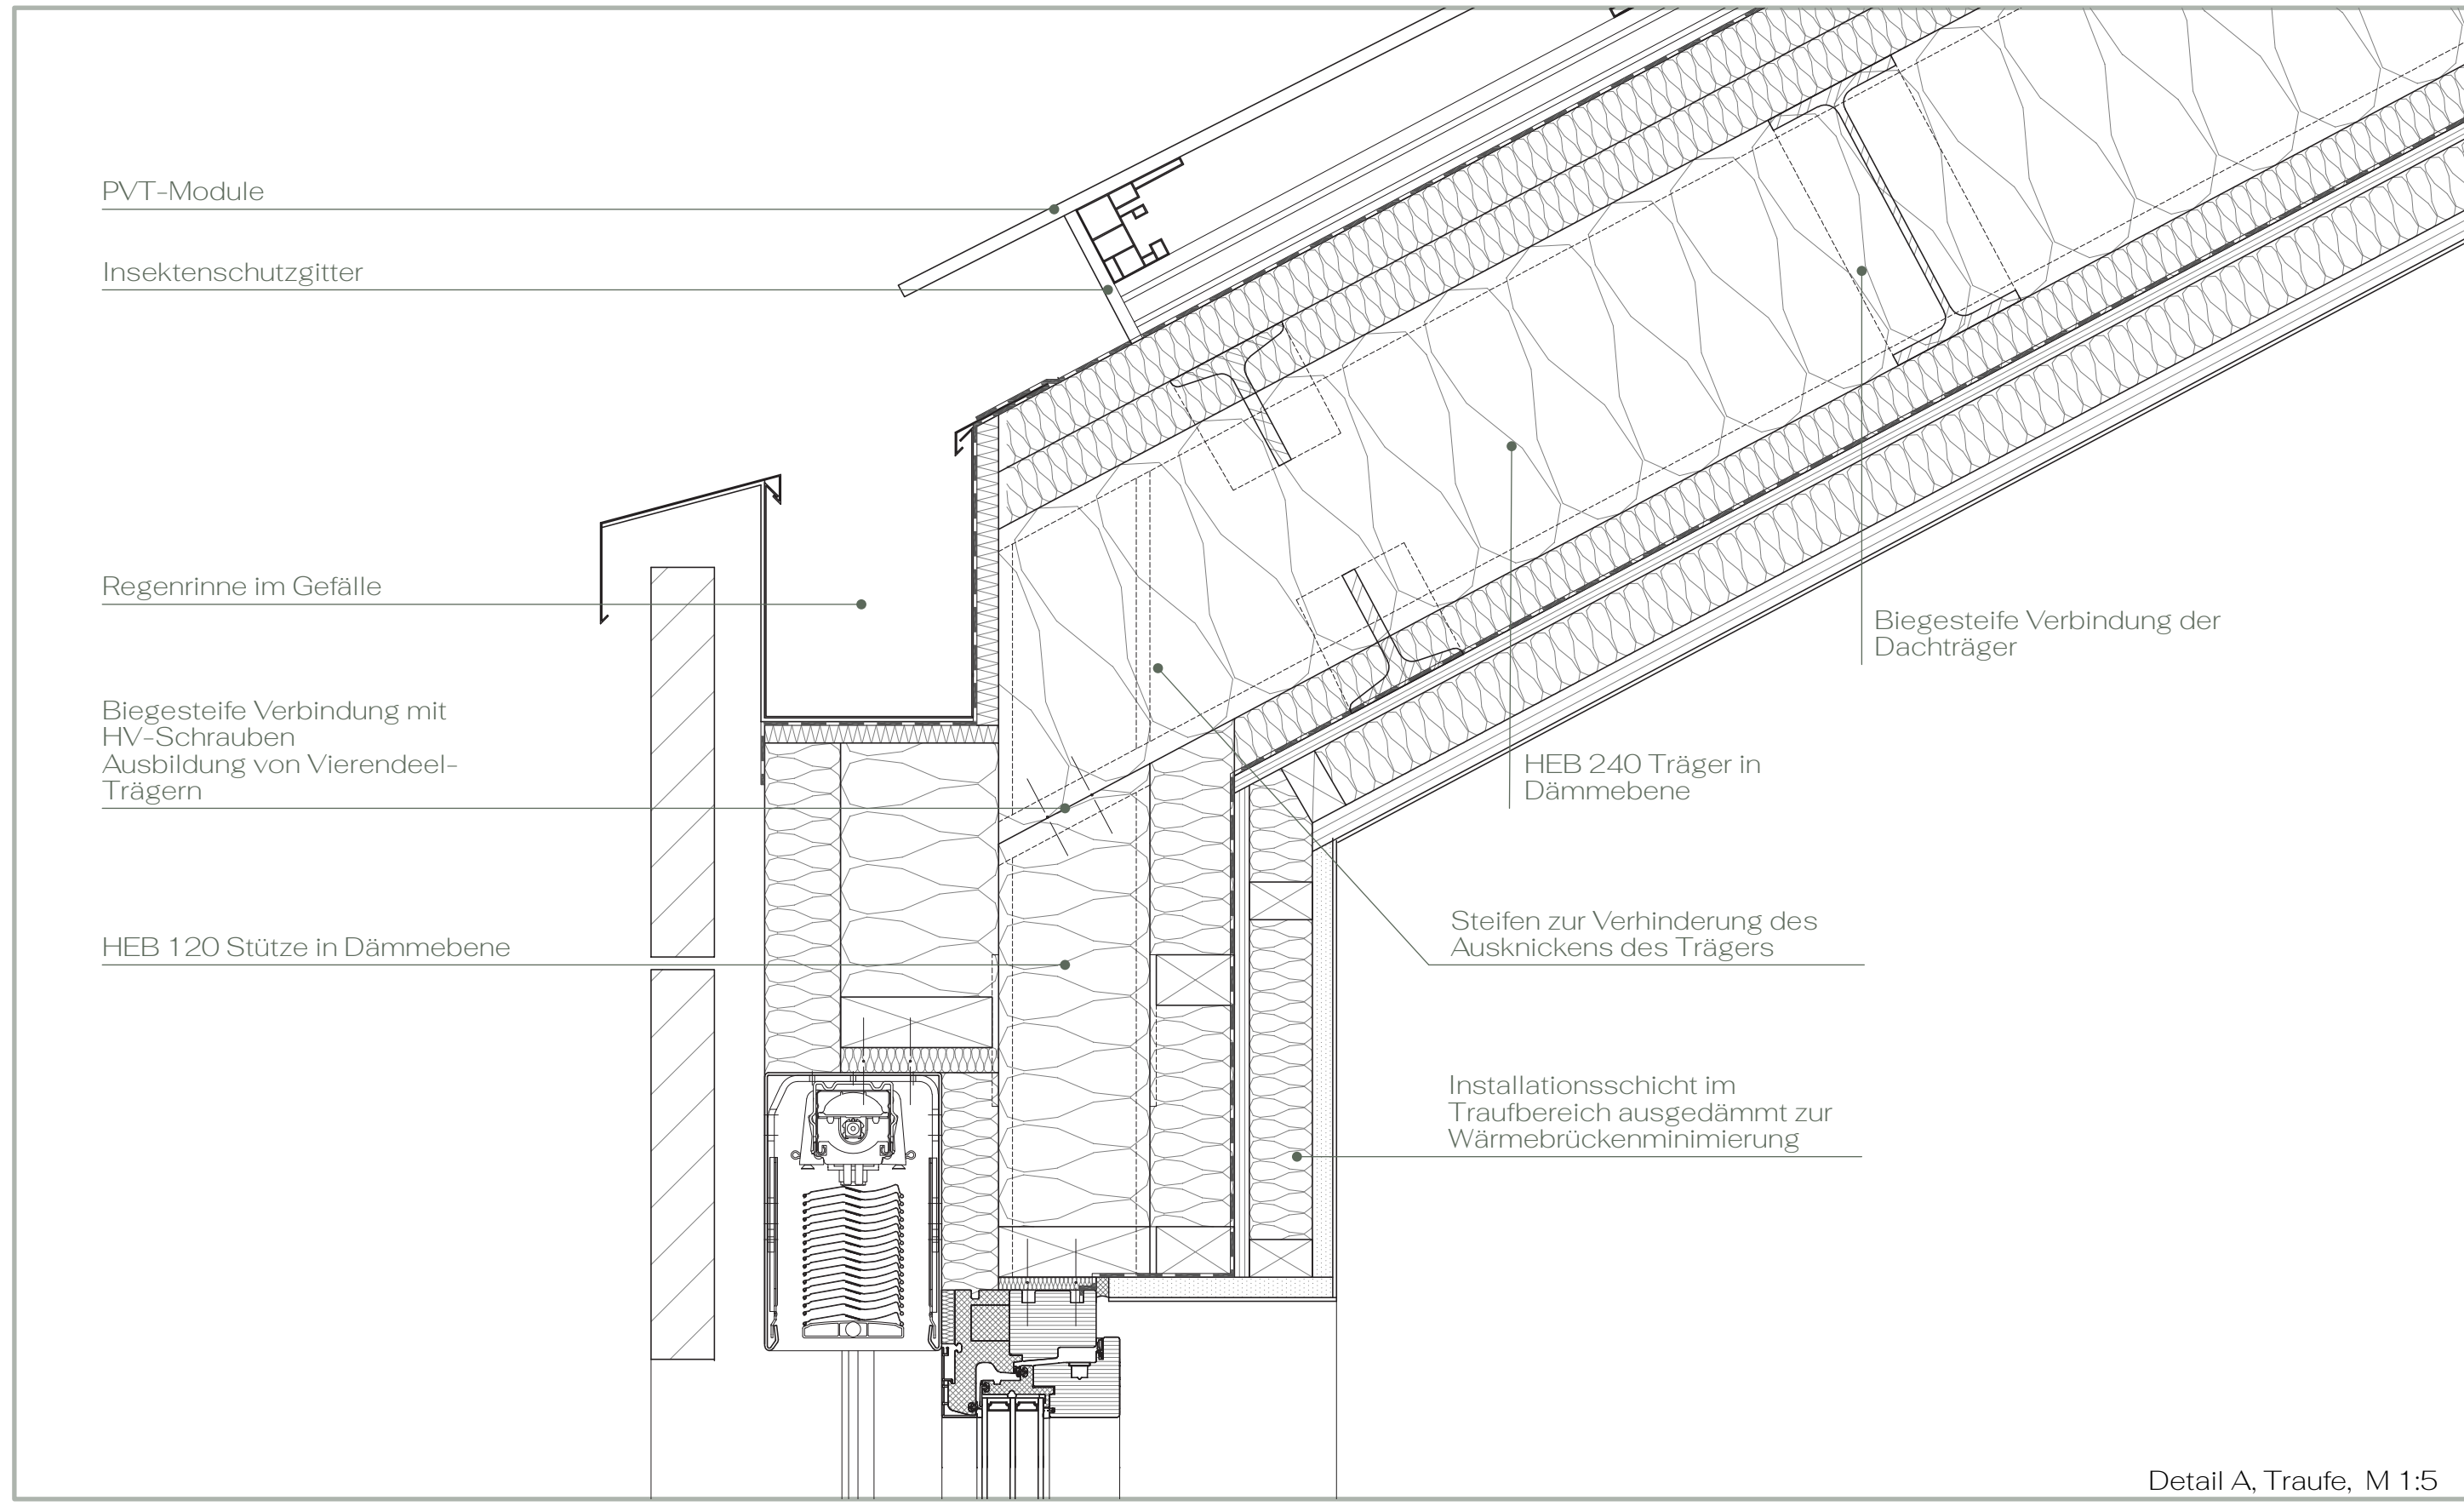 PVT-Module
Insektenschutzgitter
Regenrinne im Gefälle
Biegesteife Verbindung mit
HV-Schrauben
Ausbildung von Vierendeel-
Trägern
HEB 120 Stütze in Dämmebene
Biegesteife Verbindung der
Dachträger
HEB 240 Träger in
Dämmebene
Steifen zur Verhinderung des
Ausknickens des Trägers
Installationsschicht im
Traufbereich ausgedämmt zur
Wärmebrückenminimierung
Detail A, Traufe, M 1:5